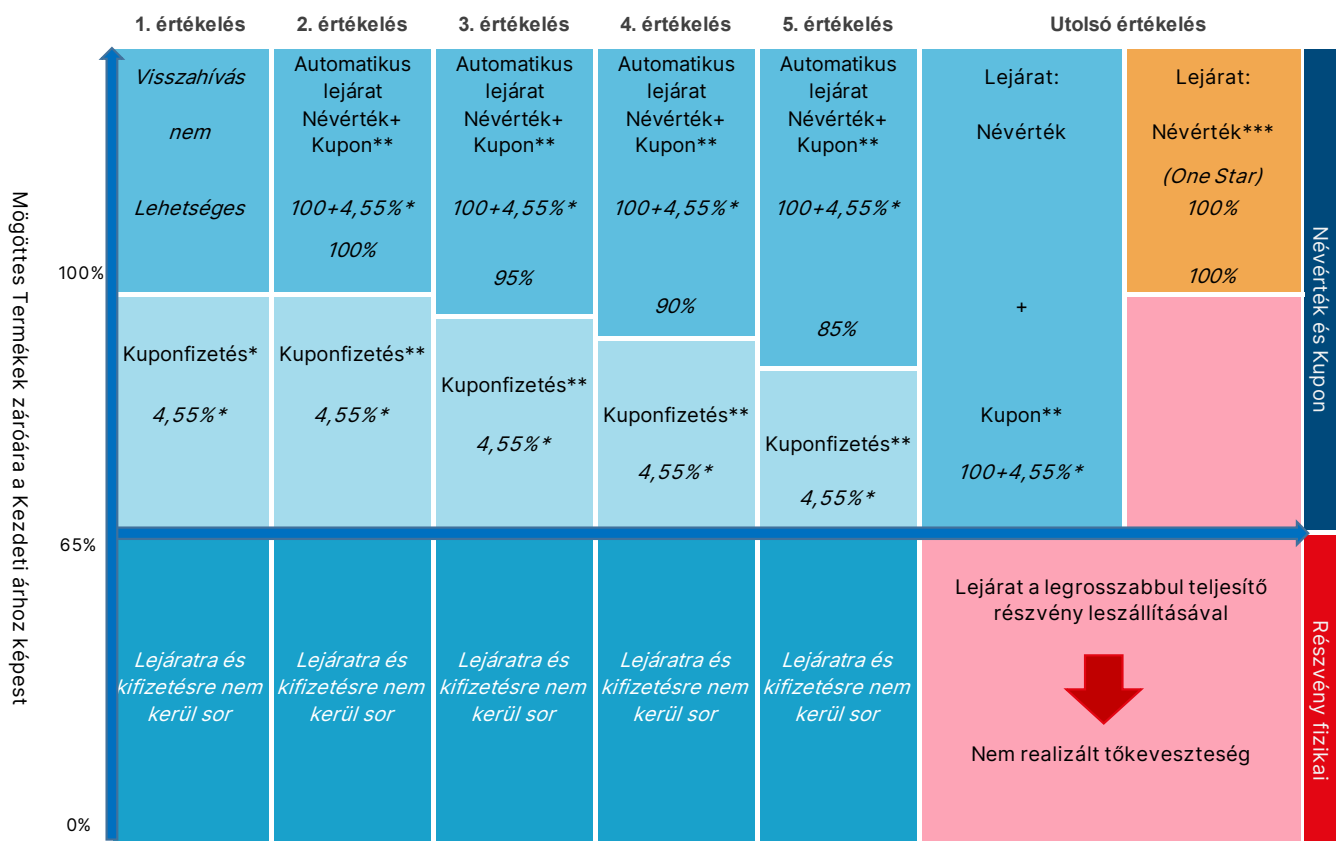 1. értékelés
2. értékelés
3. értékelés
4. értékelés
5. értékelés
Utolsó értékelés
Mögöttes Termékek záróára a Kezdeti árhoz képest
100%
65%
0%
Visszahívás
nem
Lehetséges
Kuponfizetés*
4,55%*
Lejáratra és
kifizetésre nem
kerül sor
Automatikus
lejárat
Névérték+
Kupon**
100+4,55%*
100%
Kuponfizetés**
4,55%*
Lejáratra és
kifizetésre nem
kerül sor
Automatikus
lejárat
Névérték+
Kupon**
100+4,55%*
95%
Kuponfizetés**
4,55%*
Lejáratra és
kifizetésre nem
kerül sor
Automatikus
lejárat
Névérték+
Kupon**
100+4,55%*
90%
Kuponfizetés**
4,55%*
Lejáratra és
kifizetésre nem
kerül sor
Automatikus
lejárat
Névérték+
Kupon**
100+4,55%*
85%
Kuponfizetés**
4,55%*
Lejáratra és
kifizetésre nem
kerül sor
Lejárat:
Névérték
+
Kupon**
100+4,55%*
Lejárat:
Névérték***
(One Star)
100%
100%
Lejárat a legrosszabbul teljesítő
részvény leszállításával
Nem realizált tőkeveszteség
Névérték és Kupon
Részvény fizikai